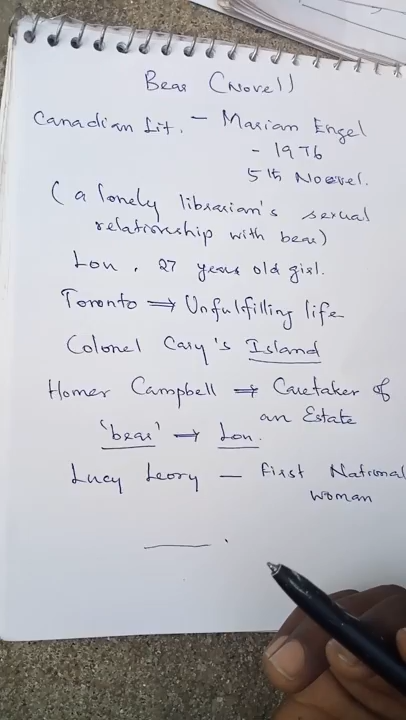 Bear (Novel)
Canadian Lit. - Marian Engel
- 1976
5th Noovel.
(a lonely librarian's sexual
relationship with bear)
Lou, 27 years old girl.
Toronto ⇒ Unfulfilling life
Colonel Cary's Island
Homer Campbell ⇒ Caretaker of
an Estate
'bear' → Lou.
Lucy Leory - First National
woman